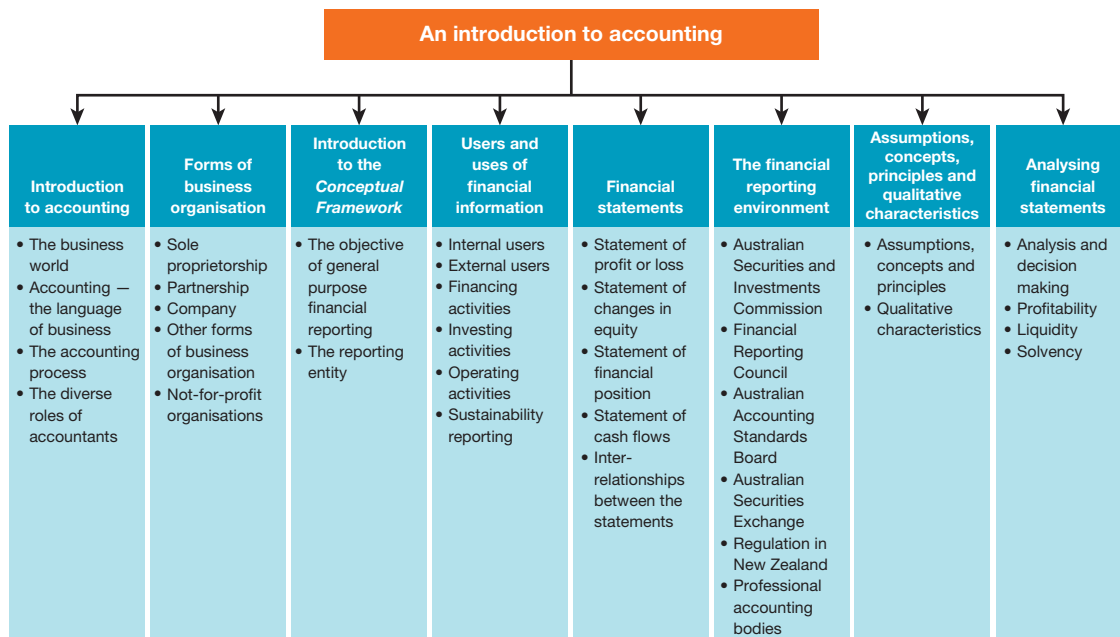 An introduction to accounting
Introduction
to accounting
• The business
world
• Accounting —
the language
of business
• The accounting
process
• The diverse
roles of
accountants
Forms of
business
organisation
• Sole
proprietorship
• Partnership
• Company
• Other forms
of business
organisation
• Not-for-profit
organisations
Introduction
to the
Conceptual
Framework
• The objective
of general
purpose
financial
reporting
• The reporting
entity
Users and
uses of
financial
information
• Internal users
• External users
• Financing
activities
• Investing
activities
• Operating
activities
• Sustainability
reporting
Financial
statements
• Statement of
profit or loss
• Statement of
changes in
equity
• Statement of
financial
position
• Statement of
cash flows
• Inter-
relationships
between the
statements
The financial
reporting
environment
• Australian
Securities and
Investments
Commission
• Financial
Reporting
Council
• Australian
Accounting
Standards
Board
• Australian
Securities
Exchange
• Regulation in
New Zealand
• Professional
accounting
bodies
Assumptions,
concepts,
principles and
qualitative
characteristics
• Assumptions,
concepts and
principles
• Qualitative
characteristics
Analysing
financial
statements
• Analysis and
decision
making
• Profitability
• Liquidity
• Solvency